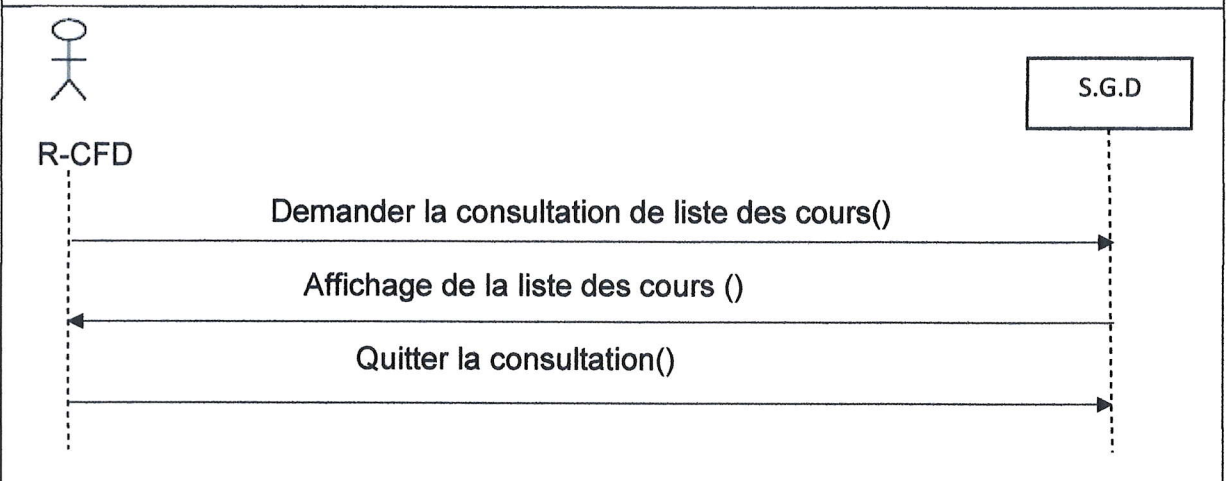 S.G.D
R-CFD
Demander la consultation de liste des cours()
Affichage de la liste des cours ()
Quitter la consultation()